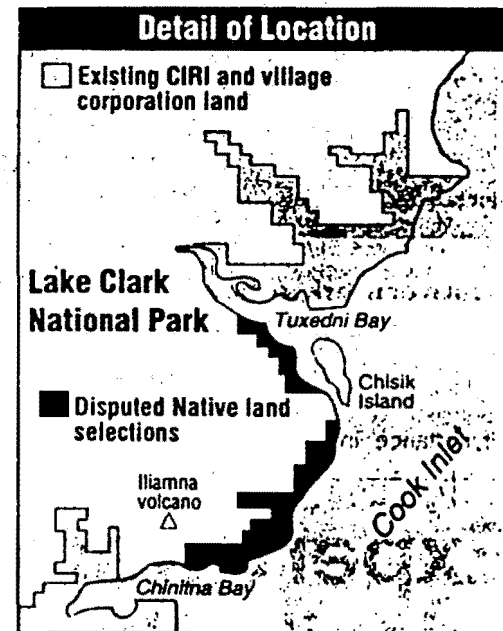 Detail of Location
Existing CIRI and village
corporation land
Lake Clark
National Park
Tuxedni Bay
Chisik
Island
Disputed Native land
selections
Iliamna
volcano
Cook Inlet
Chinitna Bay